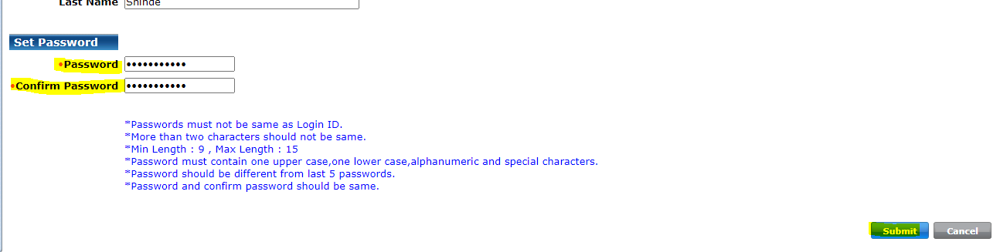 Last Name Shinde
Set Password
•Password •••••••••••
•Confirm Password •••••••••••
*Passwords must not be same as Login ID.
*More than two characters should not be same.
*Min Length : 9 , Max Length : 15
*Password must contain one upper case,one lower case,alphanumeric and special characters.
*Password should be different from last 5 passwords.
*Password and confirm password should be same.
Submit Cancel